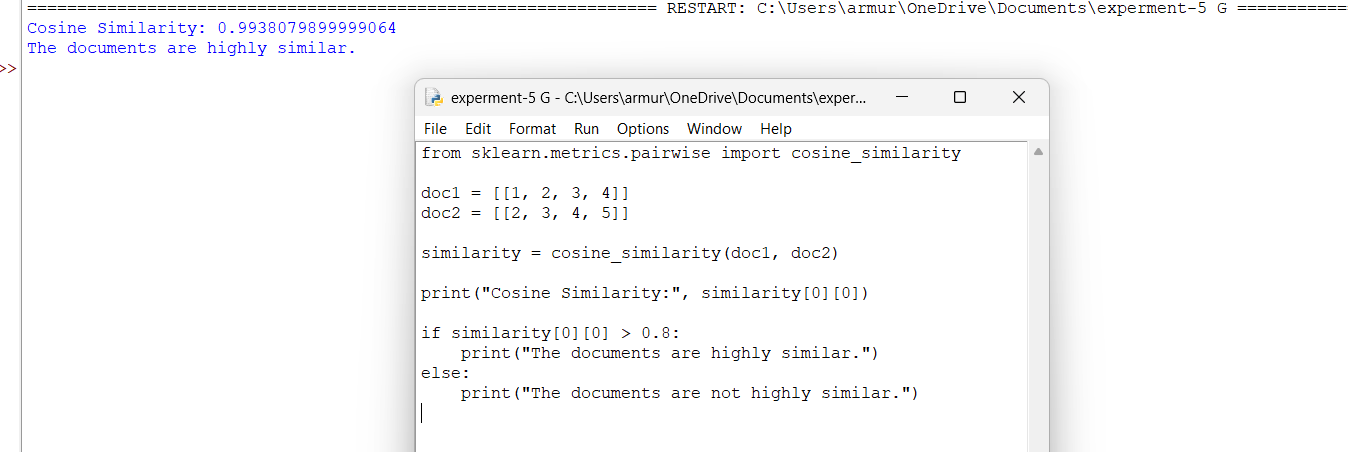 =============================================================== RESTART: C:\Users\armur\OneDrive\Documents\experment-5 G ===========
Cosine Similarity: 0.9938079899999064
The documents are highly similar.
>>
experment-5 G - C:\Users\armur\OneDrive\Documents\exper...
File Edit Format Run Options Window Help
from sklearn.metrics.pairwise import cosine_similarity
doc1 = [[1, 2, 3, 4]]
doc2 = [[2, 3, 4, 5]]
similarity = cosine_similarity(doc1, doc2)
print("Cosine Similarity:", similarity[0][0])
if similarity[0][0] > 0.8:
    print("The documents are highly similar.")
else:
    print("The documents are not highly similar.")